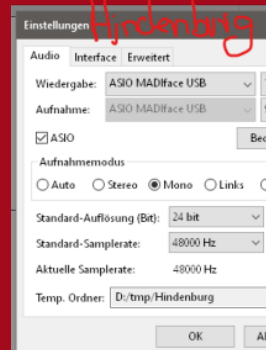 Hindenburg
Einstellungen
Audio Interface Erweitert
Wiedergabe: ASIO MADIface USB
Aufnahme: ASIO MADIface USB
ASIO
Aufnahmemodus
Auto Stereo Mono Links
Standard-Auflösung (Bit): 24 bit
Standard-Samplerate: 48000 Hz
Aktuelle Samplerate: 48000 Hz
Temp. Ordner: D:/tmp/Hindenburg
OK